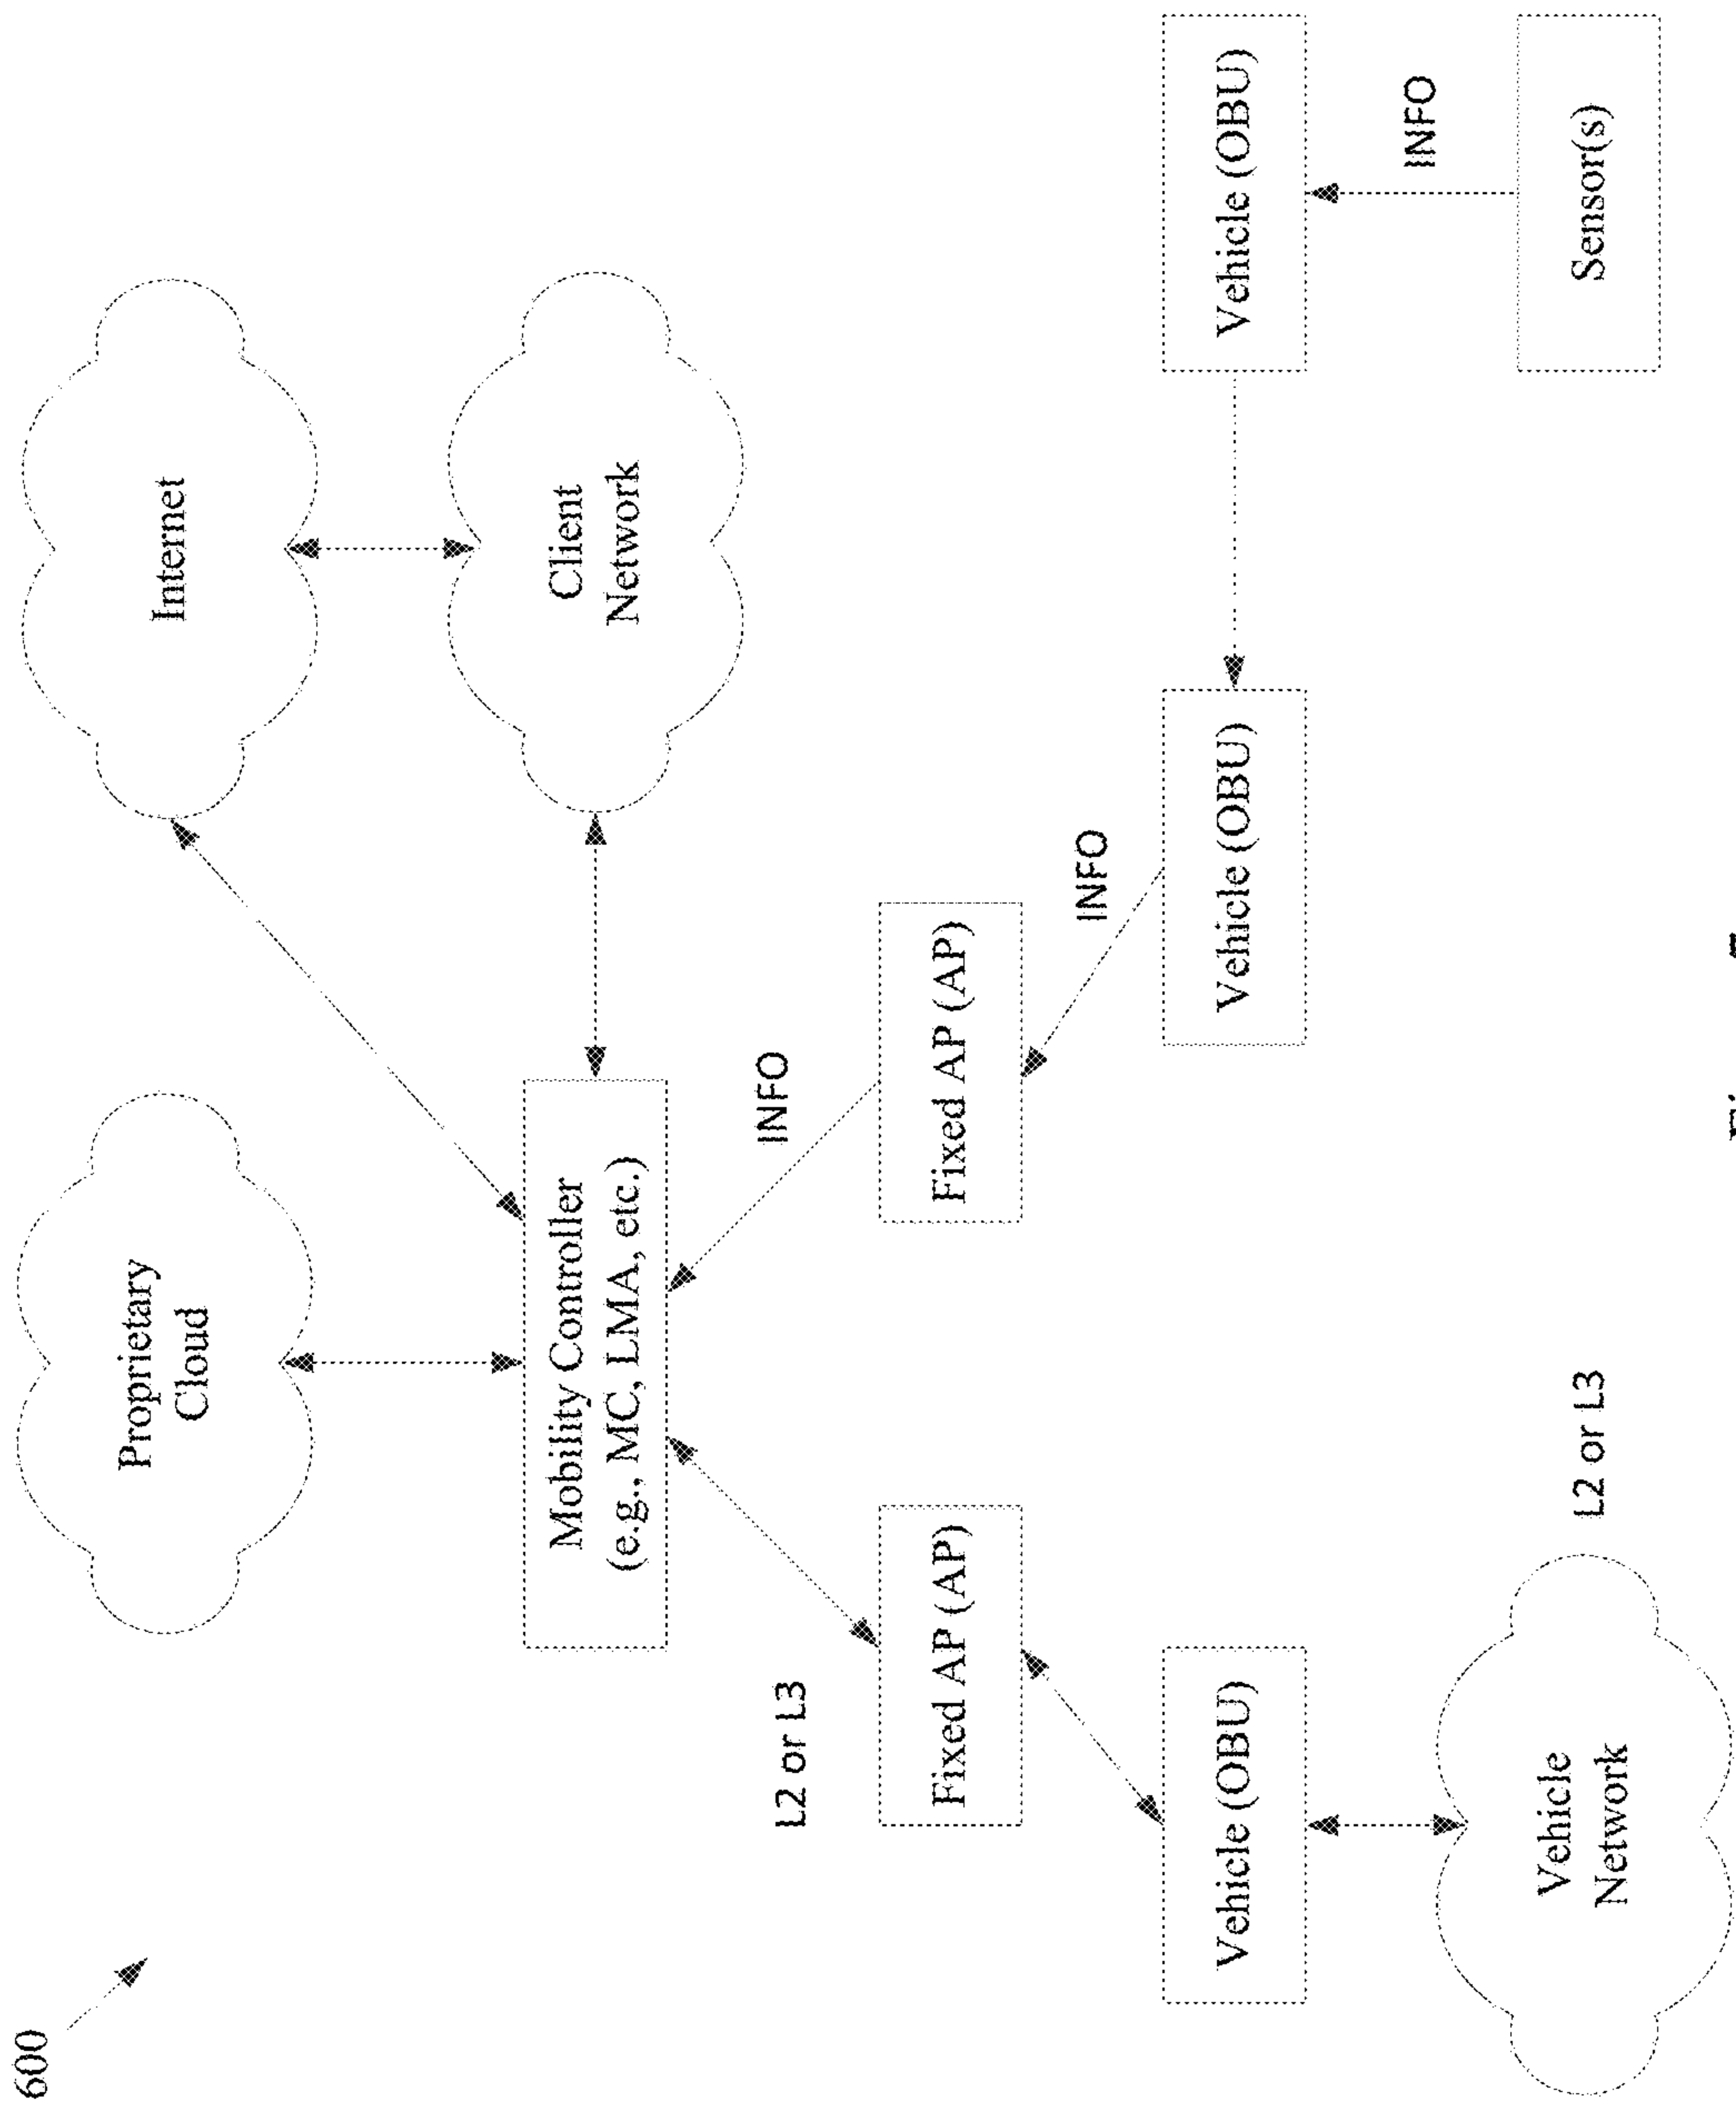 600
Proprietary
Cloud
Internet
Mobility Controller
(e.g., MC, LMA, etc.)
Client
Network
L2 or L3
INFO
Fixed AP (AP)
Fixed AP (AP)
INFO
Vehicle (OBU)
Vehicle (OBU)
Vehicle (OBU)
INFO
Vehicle
Network
L2 or L3
Sensor(s)